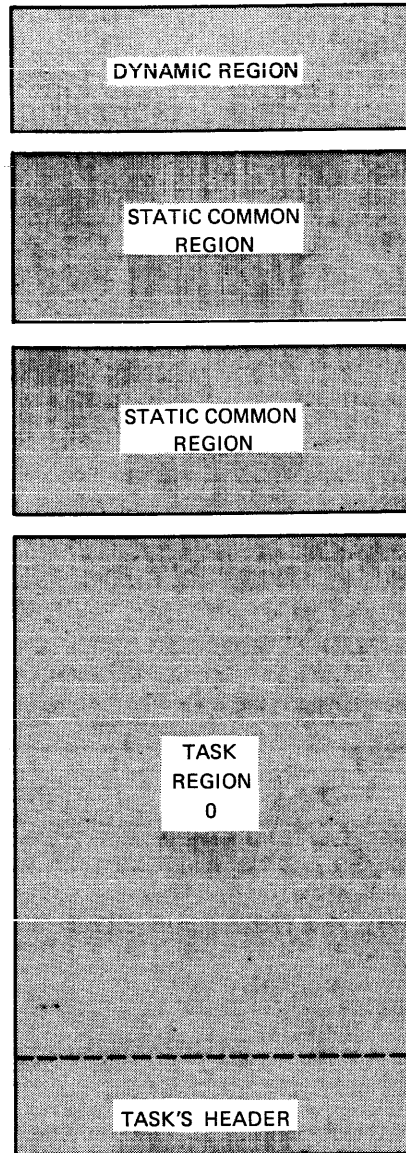 DYNAMIC REGION
STATIC COMMON
REGION
STATIC COMMON
REGION
TASK
REGION
0
TASK'S HEADER